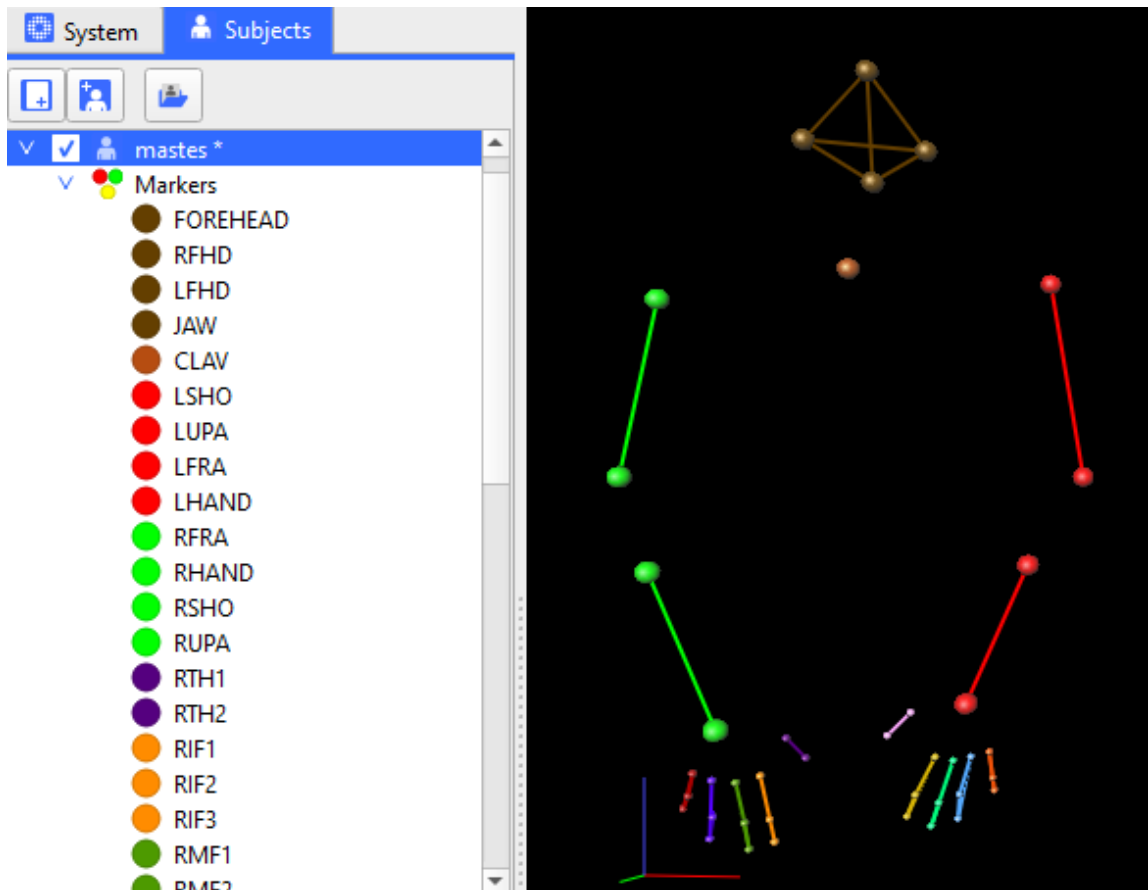 System
Subjects
mastes *
Markers
FOREHEAD
RFHD
LFHD
JAW
CLAV
LSHO
LUPA
LFRA
LHAND
RFRA
RHAND
RSHO
RUPA
RTH1
RTH2
RIF1
RIF2
RIF3
RMF1
RMF2